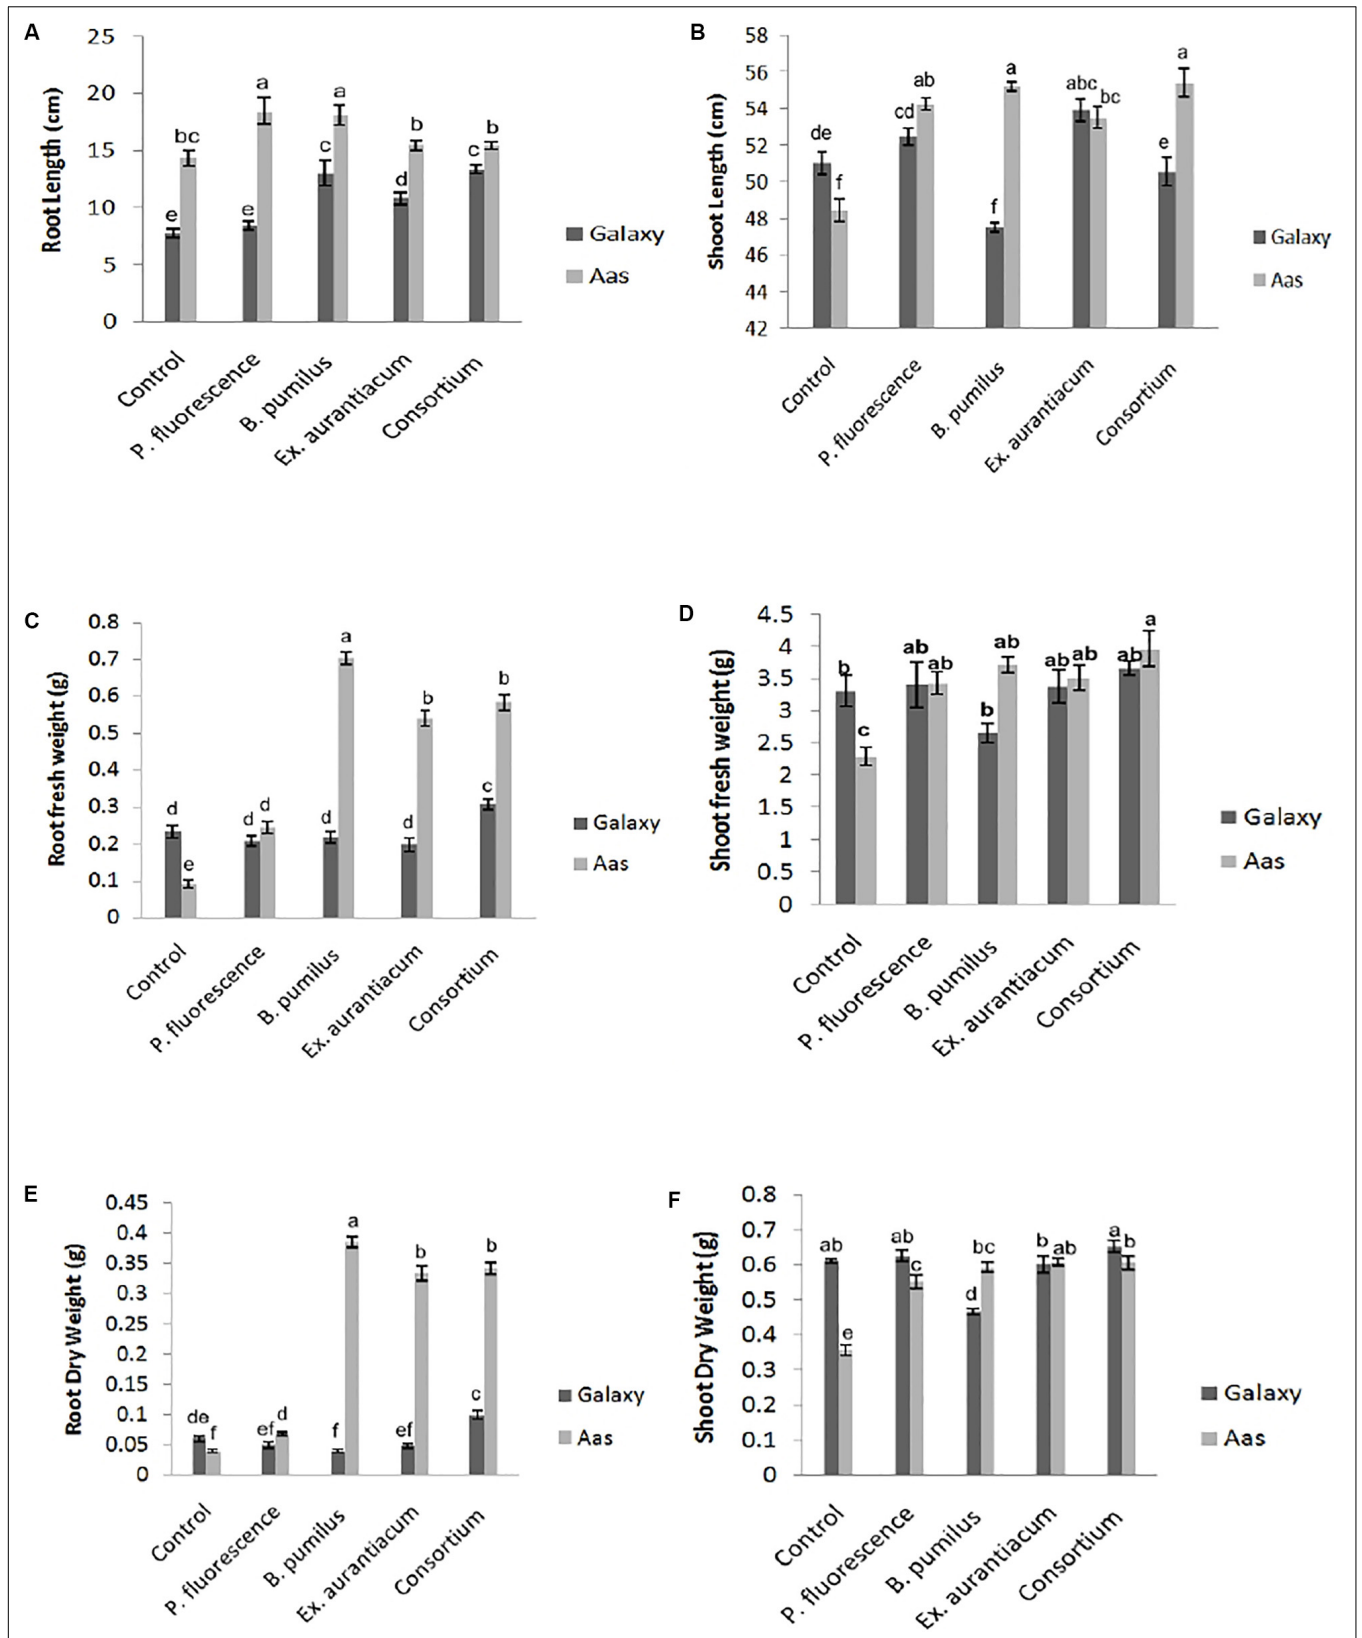 A
Root Length (cm)
25
20
15
10
5
0
e
bc
e
a
c
a
d
b
c
b
Galaxy
Aas
Control
P. fluorescence
B. pumilus
Ex. aurantiacum
Consortium
B
Shoot Length (cm)
58
56
54
52
50
48
46
44
42
de
f
cd
ab
f
a
abc
bc
e
a
Galaxy
Aas
Control
P. fluorescence
B. pumilus
Ex. aurantiacum
Consortium
C
Root fresh weight (g)
0.8
0.7
0.6
0.5
0.4
0.3
0.2
0.1
0
d
e
d
d
d
a
d
b
c
b
Galaxy
Aas
Control
P. fluorescence
B. pumilus
Ex. aurantiacum
Consortium
D
Shoot fresh weight (g)
4.5
4
3.5
3
2.5
2
1.5
1
0.5
0
b
c
ab
ab
b
ab
ab
ab
ab
a
Galaxy
Aas
Control
P. fluorescence
B. pumilus
Ex. aurantiacum
Consortium
E
Root Dry Weight (g)
0.45
0.4
0.35
0.3
0.25
0.2
0.15
0.1
0.05
0
de
f
ef
d
f
a
ef
b
c
b
Galaxy
Aas
Control
P. fluorescence
B. pumilus
Ex. aurantiacum
Consortium
F
Shoot Dry Weight (g)
0.8
0.7
0.6
0.5
0.4
0.3
0.2
0.1
0
ab
e
ab
c
d
bc
b
ab
a
b
Galaxy
Aas
Control
P. fluorescence
B. pumilus
Ex. aurantiacum
Consortium